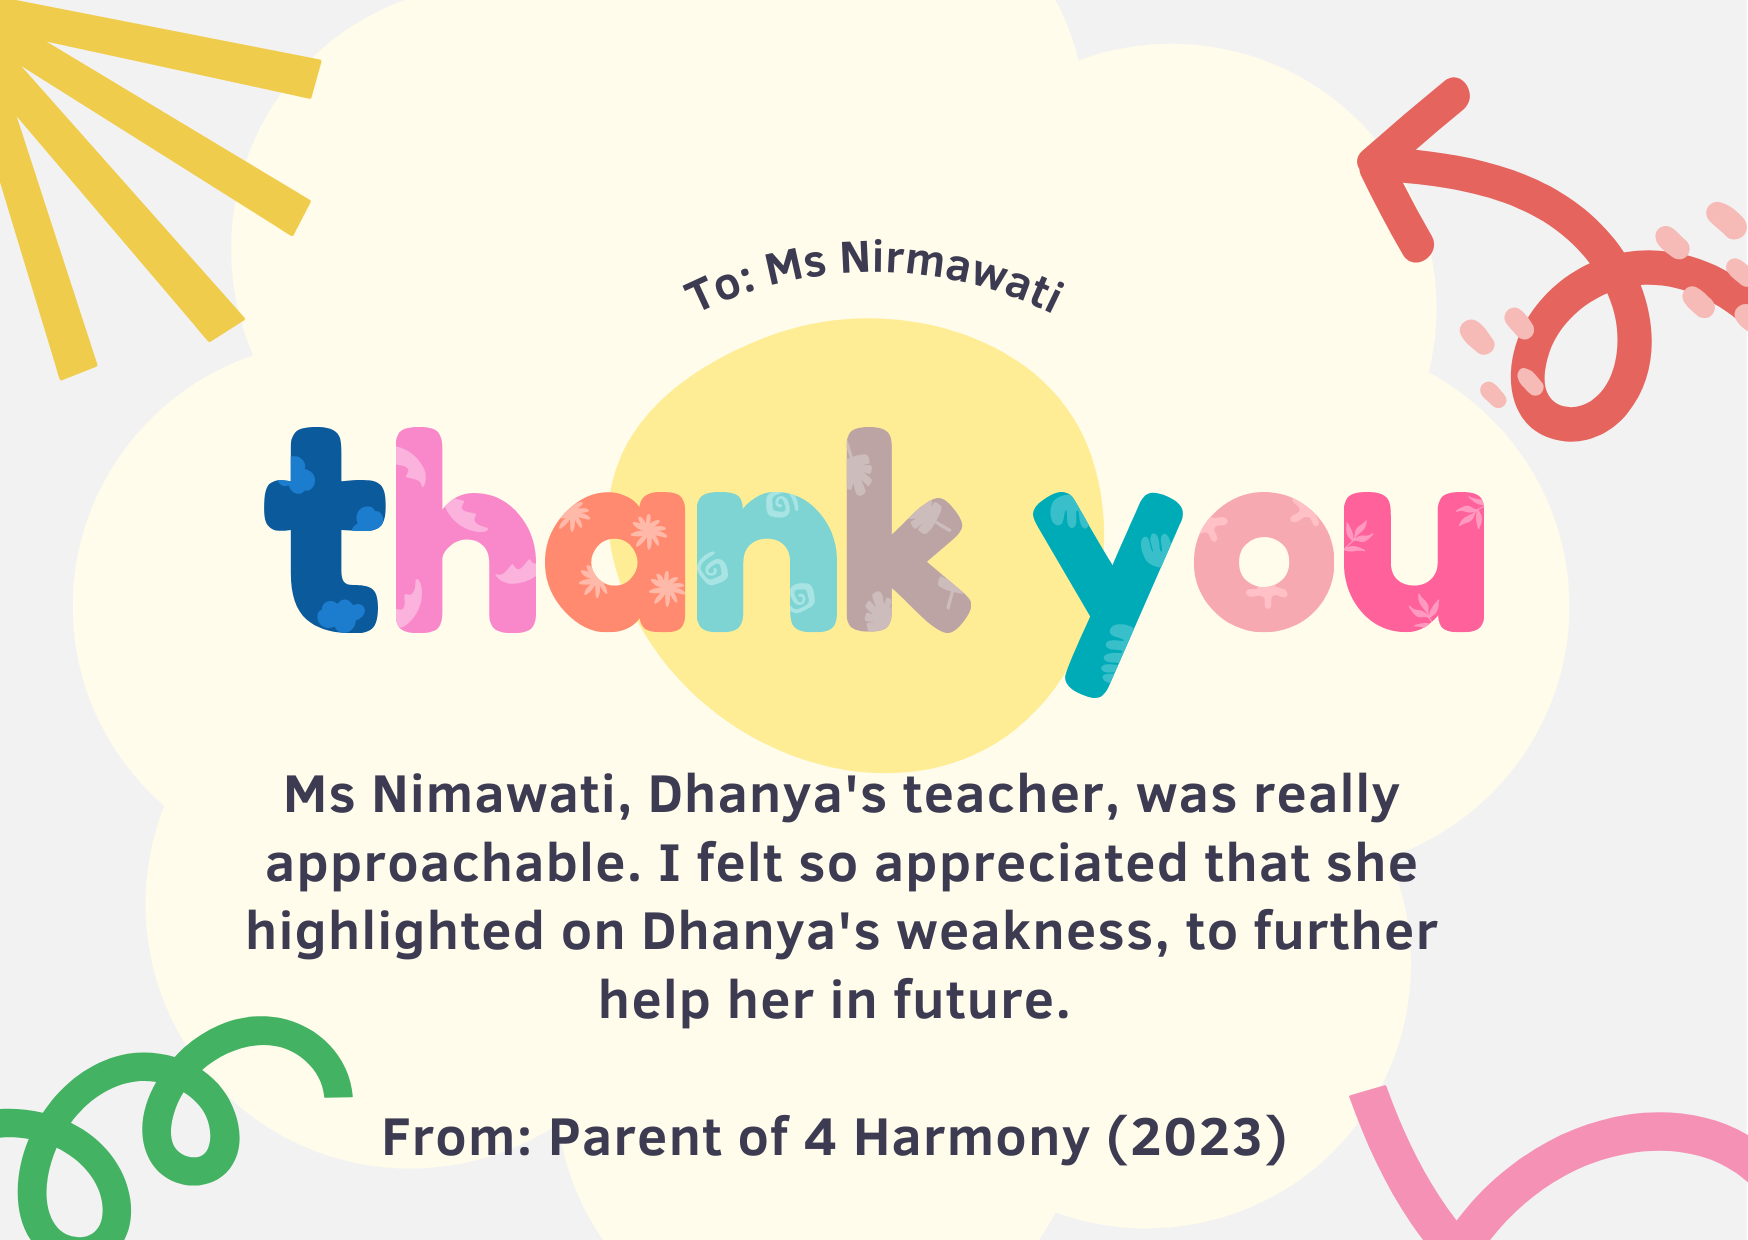 To: Ms Nirmawati
thank you
Ms Nimawati, Dhanya's teacher, was really
approachable. I felt so appreciated that she
highlighted on Dhanya's weakness, to further
help her in future.
From: Parent of 4 Harmony (2023)